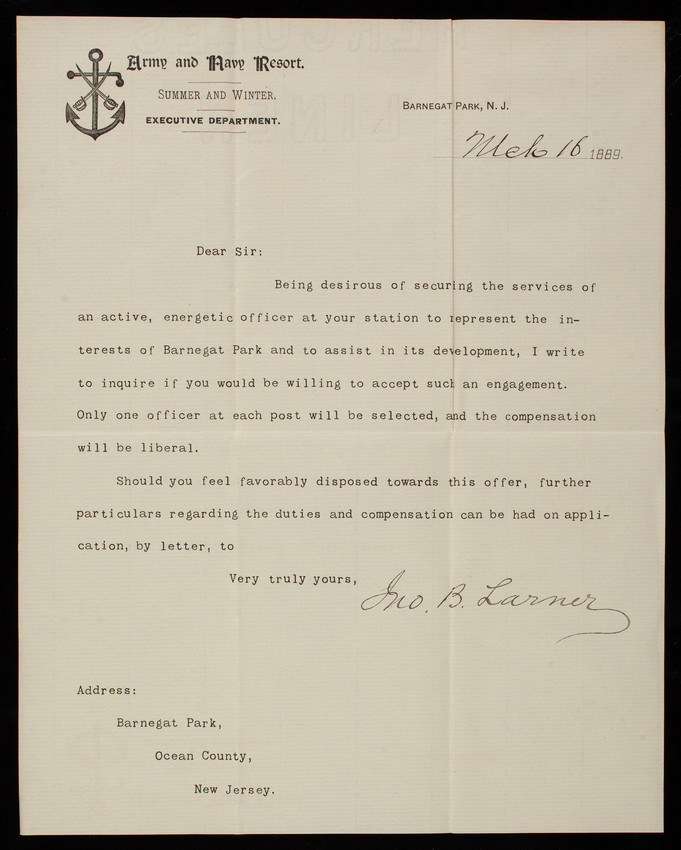 Army and Navy Resort.
SUMMER AND WINTER.
EXECUTIVE DEPARTMENT.
BARNEGAT PARK, N. J.
Mch 16 1889.
Dear Sir:
Being desirous of securing the services of
an active, energetic officer at your station to represent the in-
terests of Barnegat Park and to assist in its development, I write
to inquire if you would be willing to accept such an engagement.
Only one officer at each post will be selected, and the compensation
will be liberal.
Should you feel favorably disposed towards this offer, further
particulars regarding the duties and compensation can be had on appli-
cation, by letter, to
Very truly yours,
Jno. B. Larner
Address:
Barnegat Park,
Ocean County,
New Jersey.